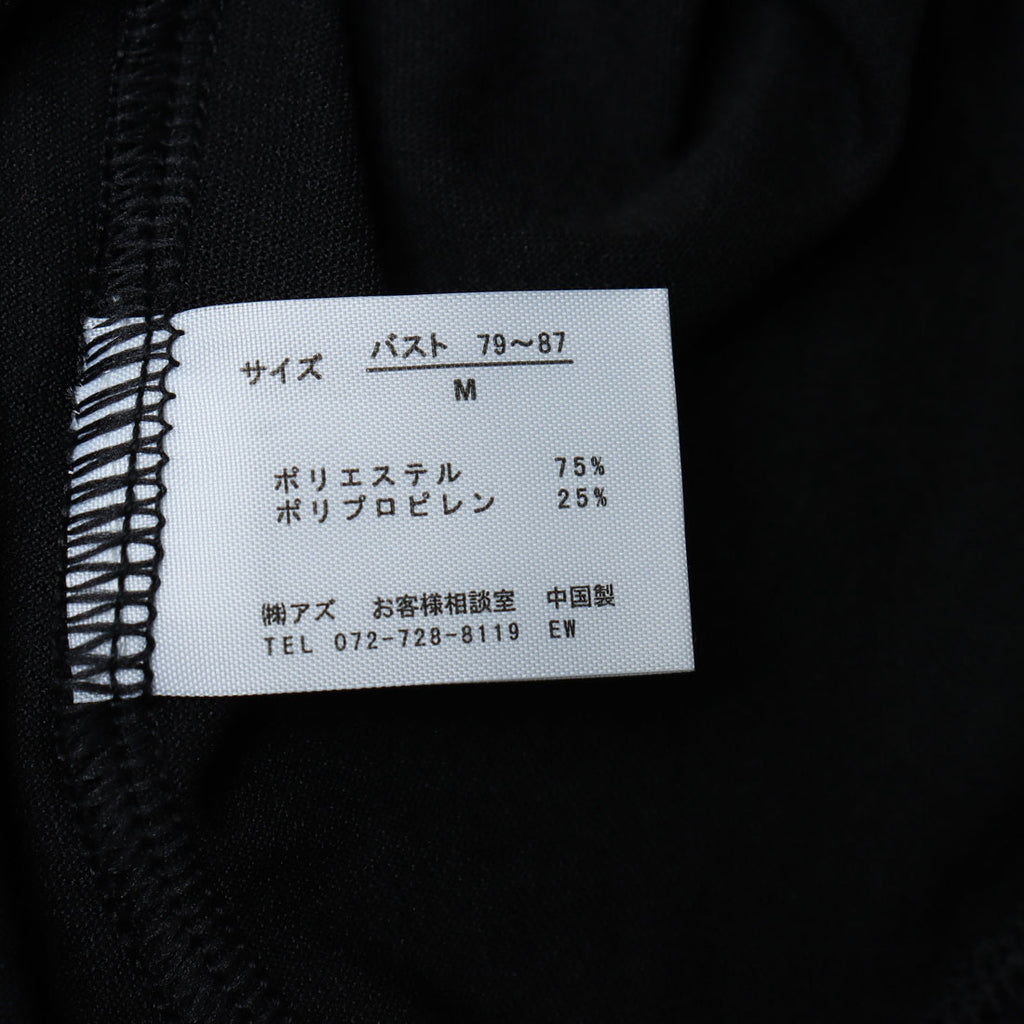 サイズ バスト 79～87
M
ポリエステル 75%
ポリプロピレン 25%
㈱アズ お客様相談室 中国製
TEL 072-728-8119 EW